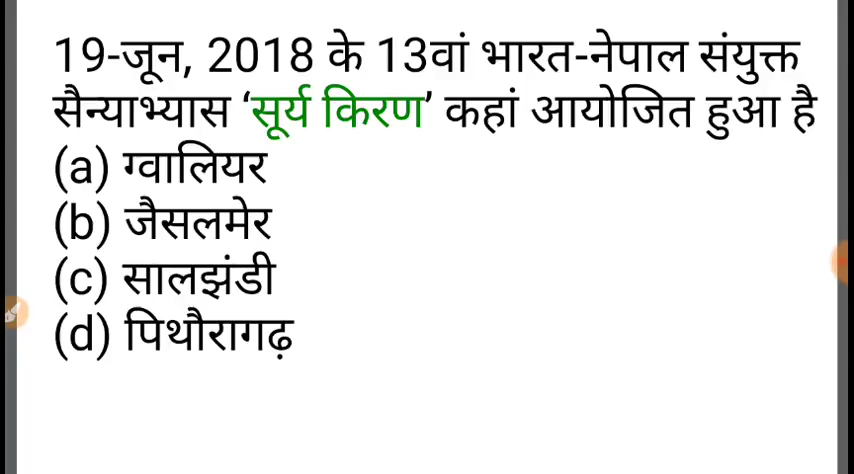 19-जून, 2018 के 13वां भारत-नेपाल संयुक्त
सैन्याभ्यास ‘सूर्य किरण’ कहां आयोजित हुआ है
(a) ग्वालियर
(b) जैसलमेर
(c) सालझंडी
(d) पिथौरागढ़